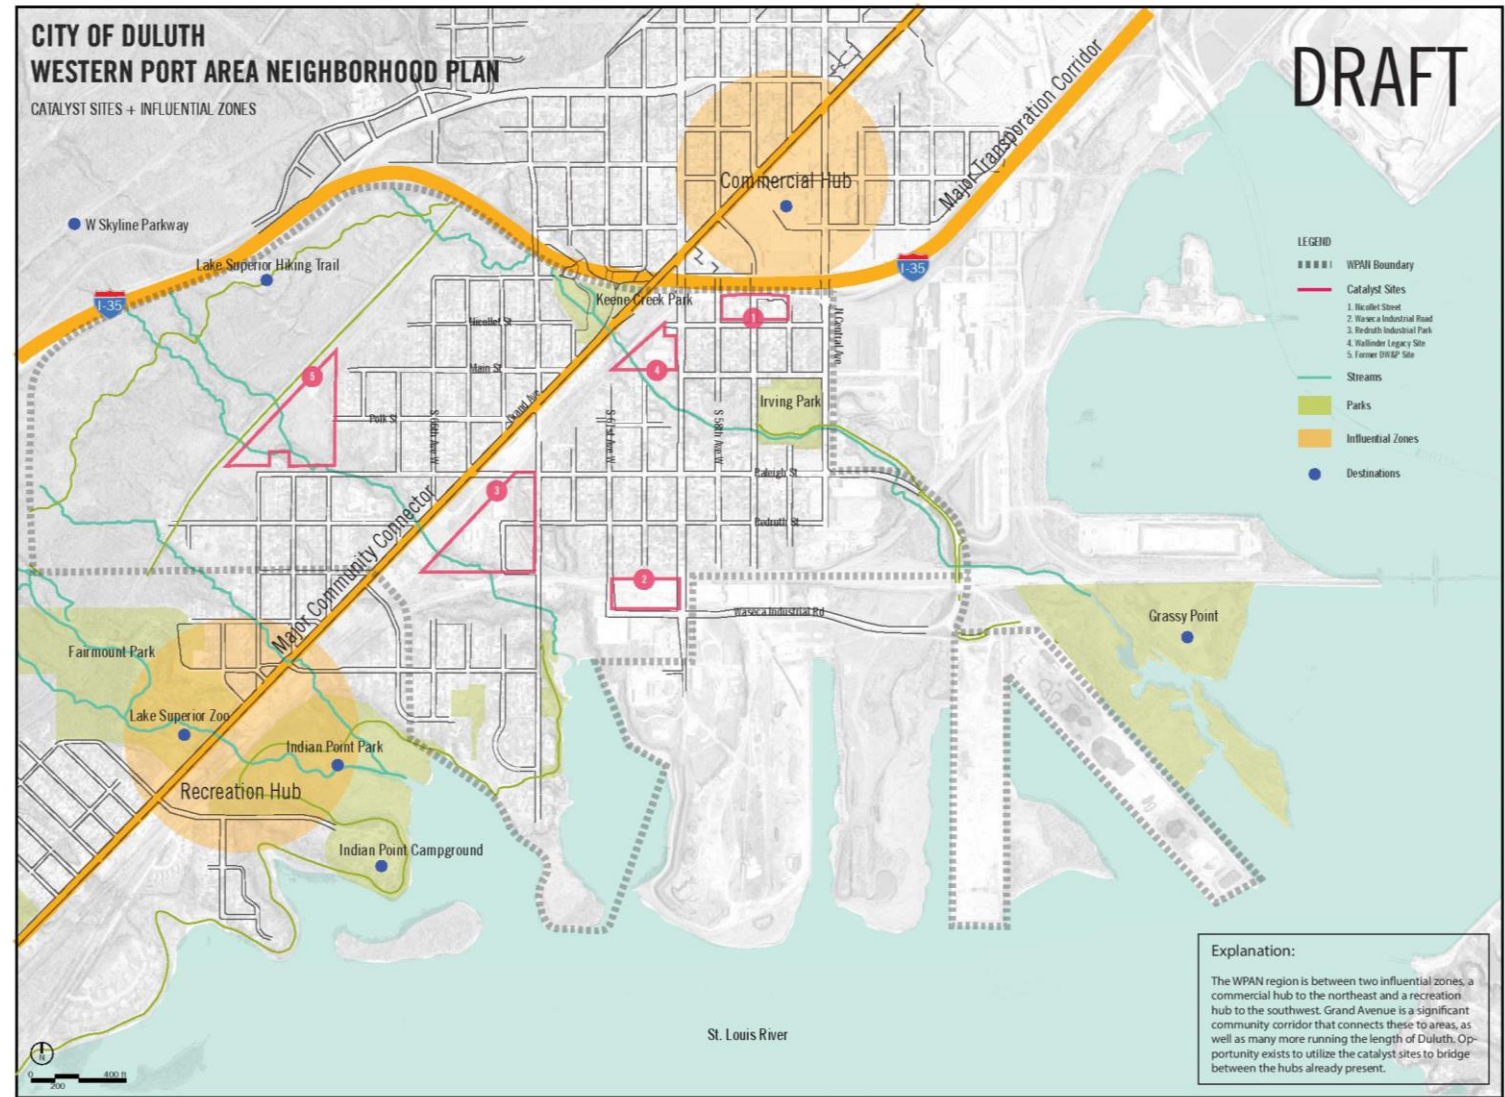 CITY OF DULUTH
WESTERN PORT AREA NEIGHBORHOOD PLAN
CATALYST SITES + INFLUENTIAL ZONES
DRAFT
Major Transporation Corridor
Commercial Hub
W Skyline Parkway
Lake Superior Hiking Trail
I-35
I-35
Keene Creek Park
Nicollet St
Main St
Polk St
S 66th Ave W
Grand Ave
S 61st Ave W
S 58th Ave W
N Central Ave
Irving Park
Raleigh St
Redruth St
1
2
3
4
5
Major Community Connector
Waseca Industrial Rd
Grassy Point
Fairmount Park
Lake Superior Zoo
Indian Point Park
Recreation Hub
Indian Point Campground
St. Louis River
LEGEND
WPAN Boundary
Catalyst Sites
1. Nicollet Street
2. Waseca Industrial Road
3. Redruth Industrial Park
4. Wallinder Legacy Site
5. Former DW&P Site
Streams
Parks
Influential Zones
Destinations
Explanation:
The WPAN region is between two influential zones, a
commercial hub to the northeast and a recreation
hub to the southwest. Grand Avenue is a significant
community corridor that connects these to areas, as
well as many more running the length of Duluth. Op-
portunity exists to utilize the catalyst sites to bridge
between the hubs already present.
N
0
200
400 ft